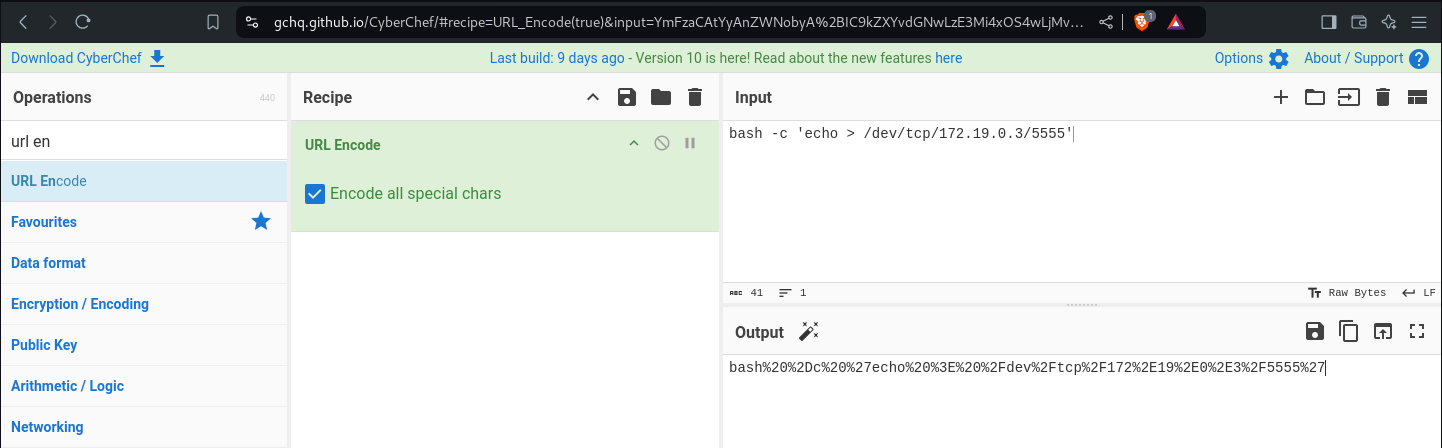 gchq.github.io/CyberChef/#recipe=URL_Encode(true)&input=YmFzaCAtYyAnZWNobyA%2BIC9kZXYvdGNwLzE3Mi4xOS4wLjMv...
1
Download CyberChef
Last build: 9 days ago - Version 10 is here! Read about the new features here
Options
About / Support
Operations
440
url en
URL Encode
Favourites
Data format
Encryption / Encoding
Public Key
Arithmetic / Logic
Networking
Recipe
URL Encode
Encode all special chars
Input
bash -c 'echo > /dev/tcp/172.19.0.3/5555'
ABC 41 1
Tт Raw Bytes LF
Output
bash%20%2Dc%20%27echo%20%3E%20%2Fdev%2Ftcp%2F172%2E19%2E0%2E3%2F5555%27